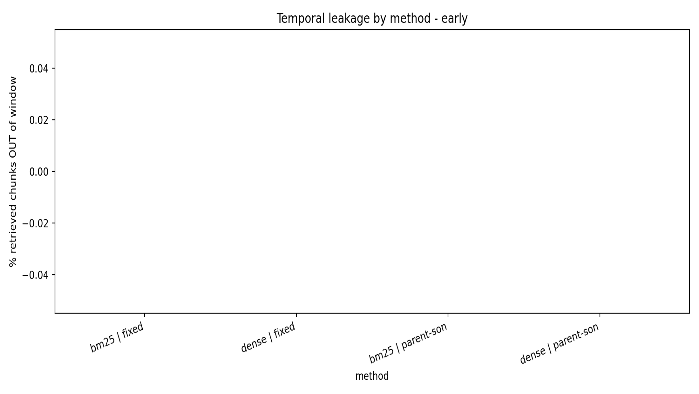 Temporal leakage by method - early
% retrieved chunks OUT of window
0.04
0.02
0.00
−0.02
−0.04
bm25 | fixed
dense | fixed
bm25 | parent-son
dense | parent-son
method